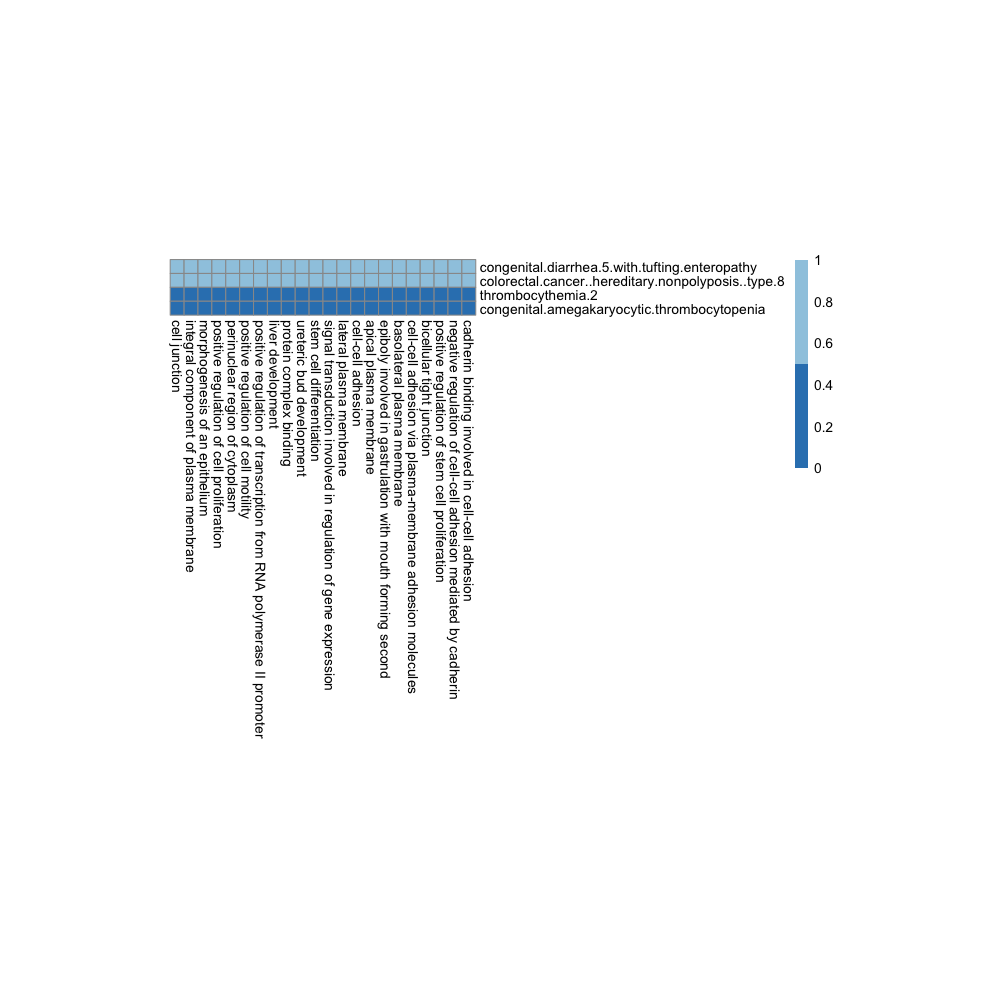 congenital.diarrhea.5.with.tufting.enteropathy
colorectal.cancer..hereditary.nonpolyposis..type.8
thrombocythemia.2
congenital.amegakaryocytic.thrombocytopenia
1
0.8
0.6
0.4
0.2
0
cell junction
integral component of plasma membrane
morphogenesis of an epithelium
positive regulation of cell proliferation
perinuclear region of cytoplasm
positive regulation of cell motility
positive regulation of transcription from RNA polymerase II promoter
liver development
protein complex binding
ureteric bud development
stem cell differentiation
signal transduction involved in regulation of gene expression
lateral plasma membrane
cell-cell adhesion
apical plasma membrane
epiboly involved in gastrulation with mouth forming second
basolateral plasma membrane
cell-cell adhesion via plasma-membrane adhesion molecules
bicellular tight junction
positive regulation of stem cell proliferation
negative regulation of cell-cell adhesion mediated by cadherin
cadherin binding involved in cell-cell adhesion